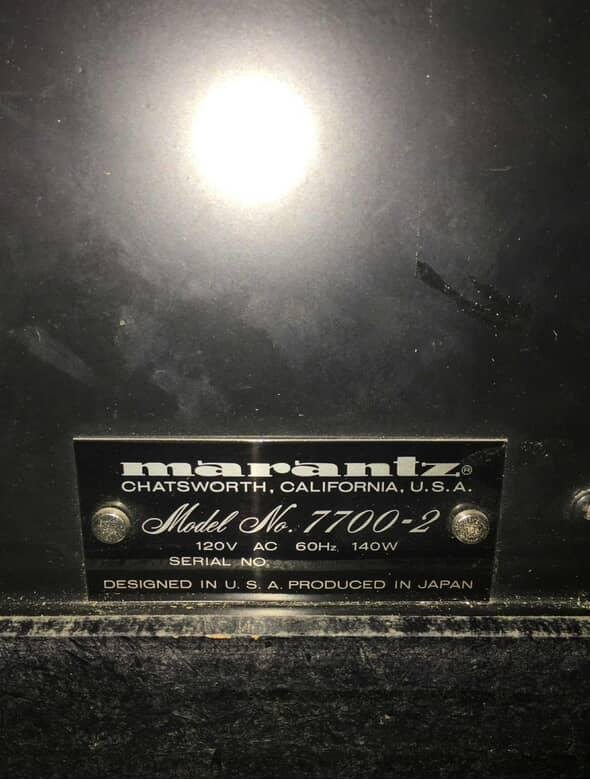 marantz®
CHATSWORTH, CALIFORNIA, U.S.A.
Model No. 7700-2
120V AC 60Hz 140W
SERIAL NO.
DESIGNED IN U.S.A. PRODUCED IN JAPAN